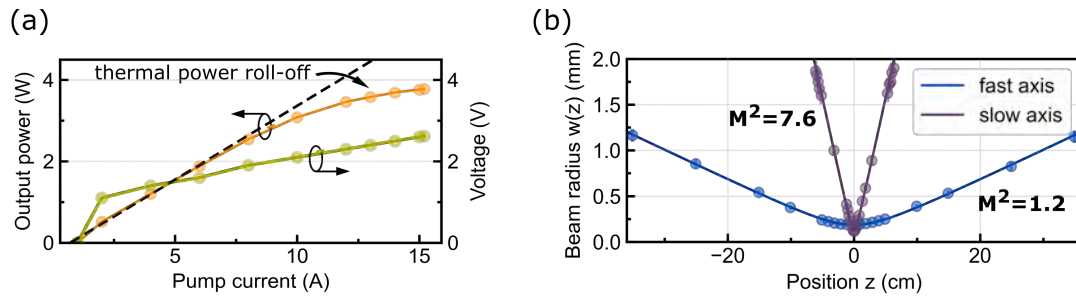 (a)
thermal power roll-off
Output power (W)
4
2
0
4
2
0
Voltage (V)
0
5
10
15
Pump current (A)
(b)
Beam radius w(z) (mm)
2.0
1.5
1.0
0.5
0.0
fast axis
slow axis
M²=7.6
M²=1.2
−20
0
20
Position z (cm)